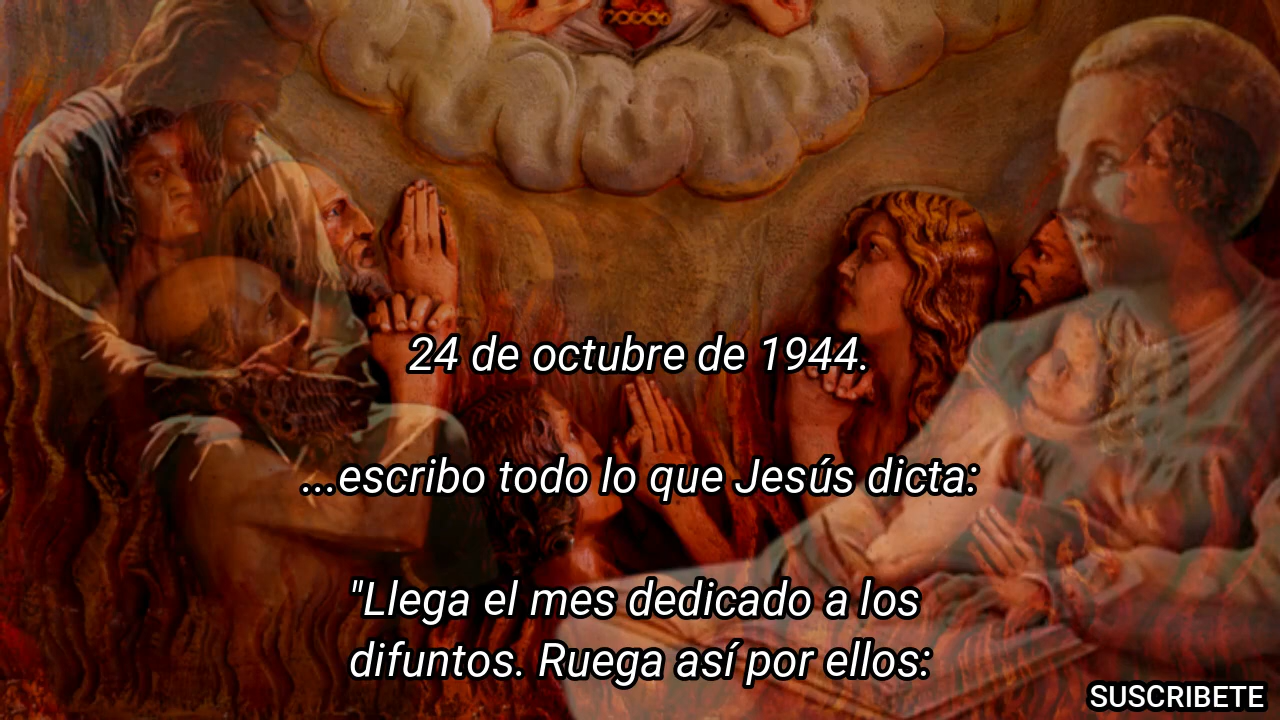 24 de octubre de 1944.
...escribo todo lo que Jesús dicta:
"Llega el mes dedicado a los
difuntos. Ruega así por ellos:
SUSCRIBETE